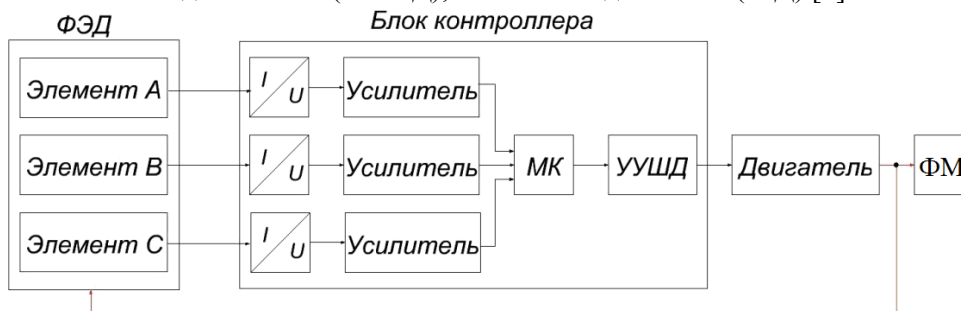 ФЭД
Блок контроллера
Элемент А
I
U
Усилитель
Элемент В
I
U
Усилитель
МК
УУШД
Двигатель
ФМ
Элемент С
I
U
Усилитель